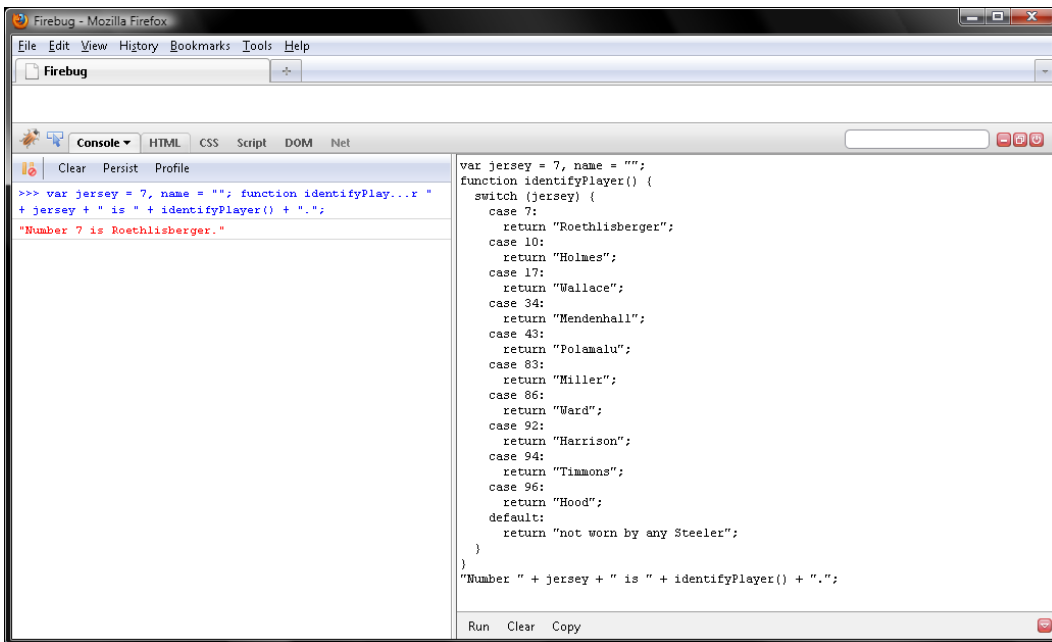 Firebug - Mozilla Firefox
File Edit View History Bookmarks Tools Help
Firebug
Console HTML CSS Script DOM Net
Clear Persist Profile
>>> var jersey = 7, name = ""; function identifyPlay...r "
+ jersey + " is " + identifyPlayer() + ".";
"Number 7 is Roethlisberger."
var jersey = 7, name = "";
function identifyPlayer() {
  switch (jersey) {
    case 7:
      return "Roethlisberger";
    case 10:
      return "Holmes";
    case 17:
      return "Wallace";
    case 34:
      return "Mendenhall";
    case 43:
      return "Polamalu";
    case 83:
      return "Miller";
    case 86:
      return "Ward";
    case 92:
      return "Harrison";
    case 94:
      return "Timmons";
    case 96:
      return "Hood";
    default:
      return "not worn by any Steeler";
  }
}
"Number " + jersey + " is " + identifyPlayer() + ".";
Run Clear Copy